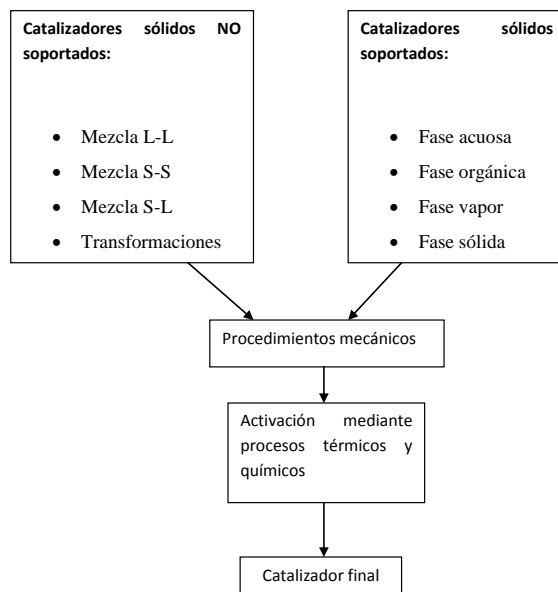 Catalizadores sólidos NO
soportados:
• Mezcla L-L
• Mezcla S-S
• Mezcla S-L
• Transformaciones
Catalizadores sólidos
soportados:
• Fase acuosa
• Fase orgánica
• Fase vapor
• Fase sólida
Procedimientos mecánicos
Activación mediante
procesos térmicos y
químicos
Catalizador final